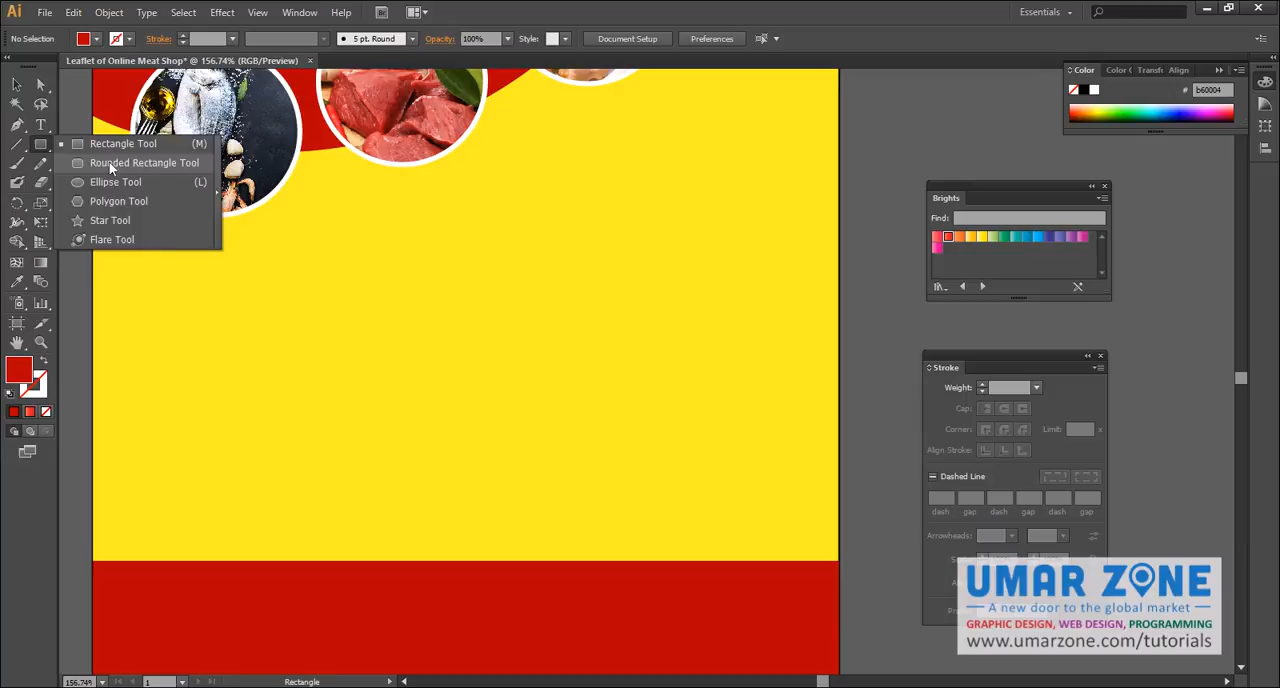 Ai File Edit Object Type Select Effect View Window Help Br Essentials
No Selection Stroke: 5 pt. Round Opacity: 100% Style: Document Setup Preferences
Leaflet of Online Meat Shop* @ 156.74% (RGB/Preview)
Color Color ( Transfr Align
# b60004
Rectangle Tool (M)
Rounded Rectangle Tool
Ellipse Tool (L)
Polygon Tool
Star Tool
Flare Tool
Brights
Find:
Stroke
Weight:
Cap:
Corner: Limit: x
Align Stroke:
Dashed Line
dash gap dash gap dash gap
Arrowheads:
UMAR ZONE
A new door to the global market
GRAPHIC DESIGN, WEB DESIGN, PROGRAMMING
www.umarzone.com/tutorials
156.74% 1 Rectangle